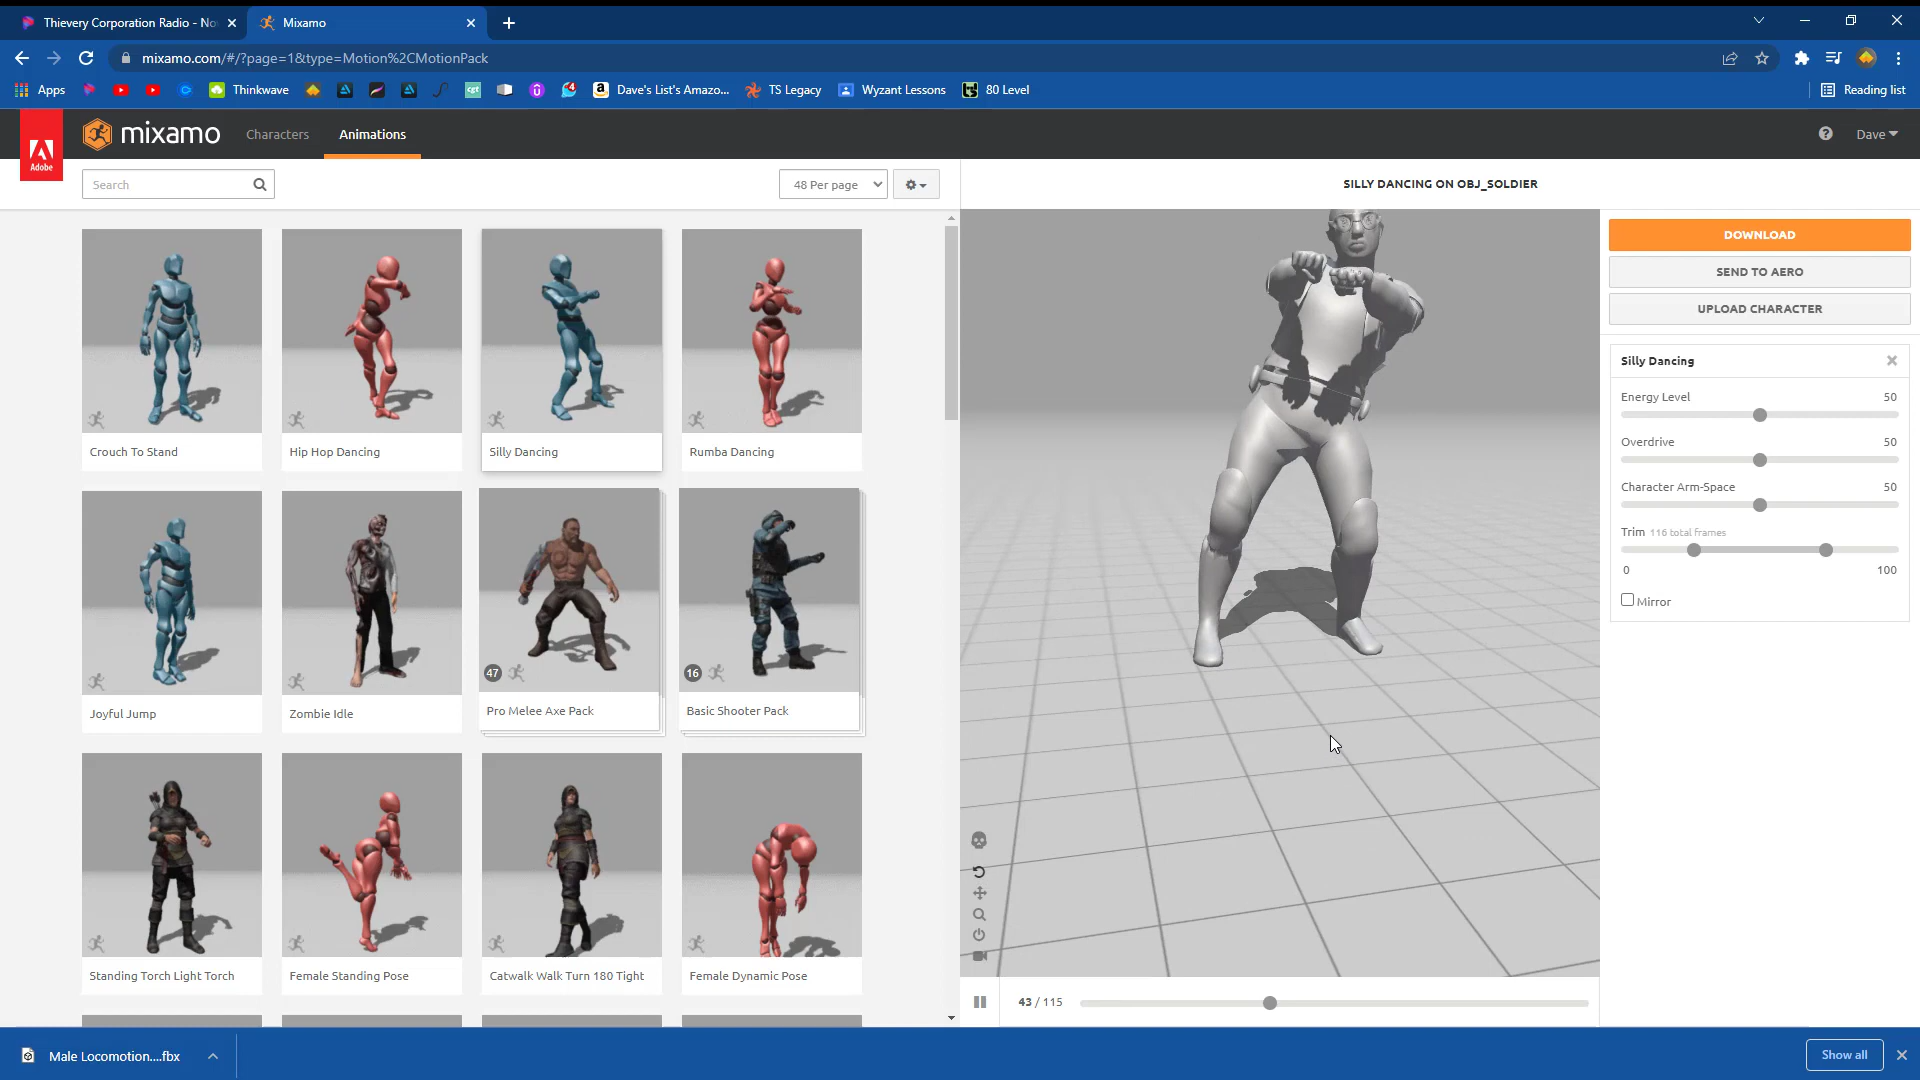 Thievery Corporation Radio - No
Mixamo
mixamo.com/#/?page=1&type=Motion%2CMotionPack
Apps
Thinkwave
cgt
4
Dave's List's Amazo...
TS Legacy
Wyzant Lessons
80 Level
Reading list
Adobe
mixamo
Characters
Animations
Dave
Search
48 Per page
SILLY DANCING ON OBJ_SOLDIER
DOWNLOAD
SEND TO AERO
UPLOAD CHARACTER
Silly Dancing
Energy Level 50
Overdrive 50
Character Arm-Space 50
Trim 116 total frames
0 100
Mirror
Crouch To Stand
Hip Hop Dancing
Silly Dancing
Rumba Dancing
Joyful Jump
Zombie Idle
47
Pro Melee Axe Pack
16
Basic Shooter Pack
Standing Torch Light Torch
Female Standing Pose
Catwalk Walk Turn 180 Tight
Female Dynamic Pose
43 / 115
Male Locomotion....fbx
Show all